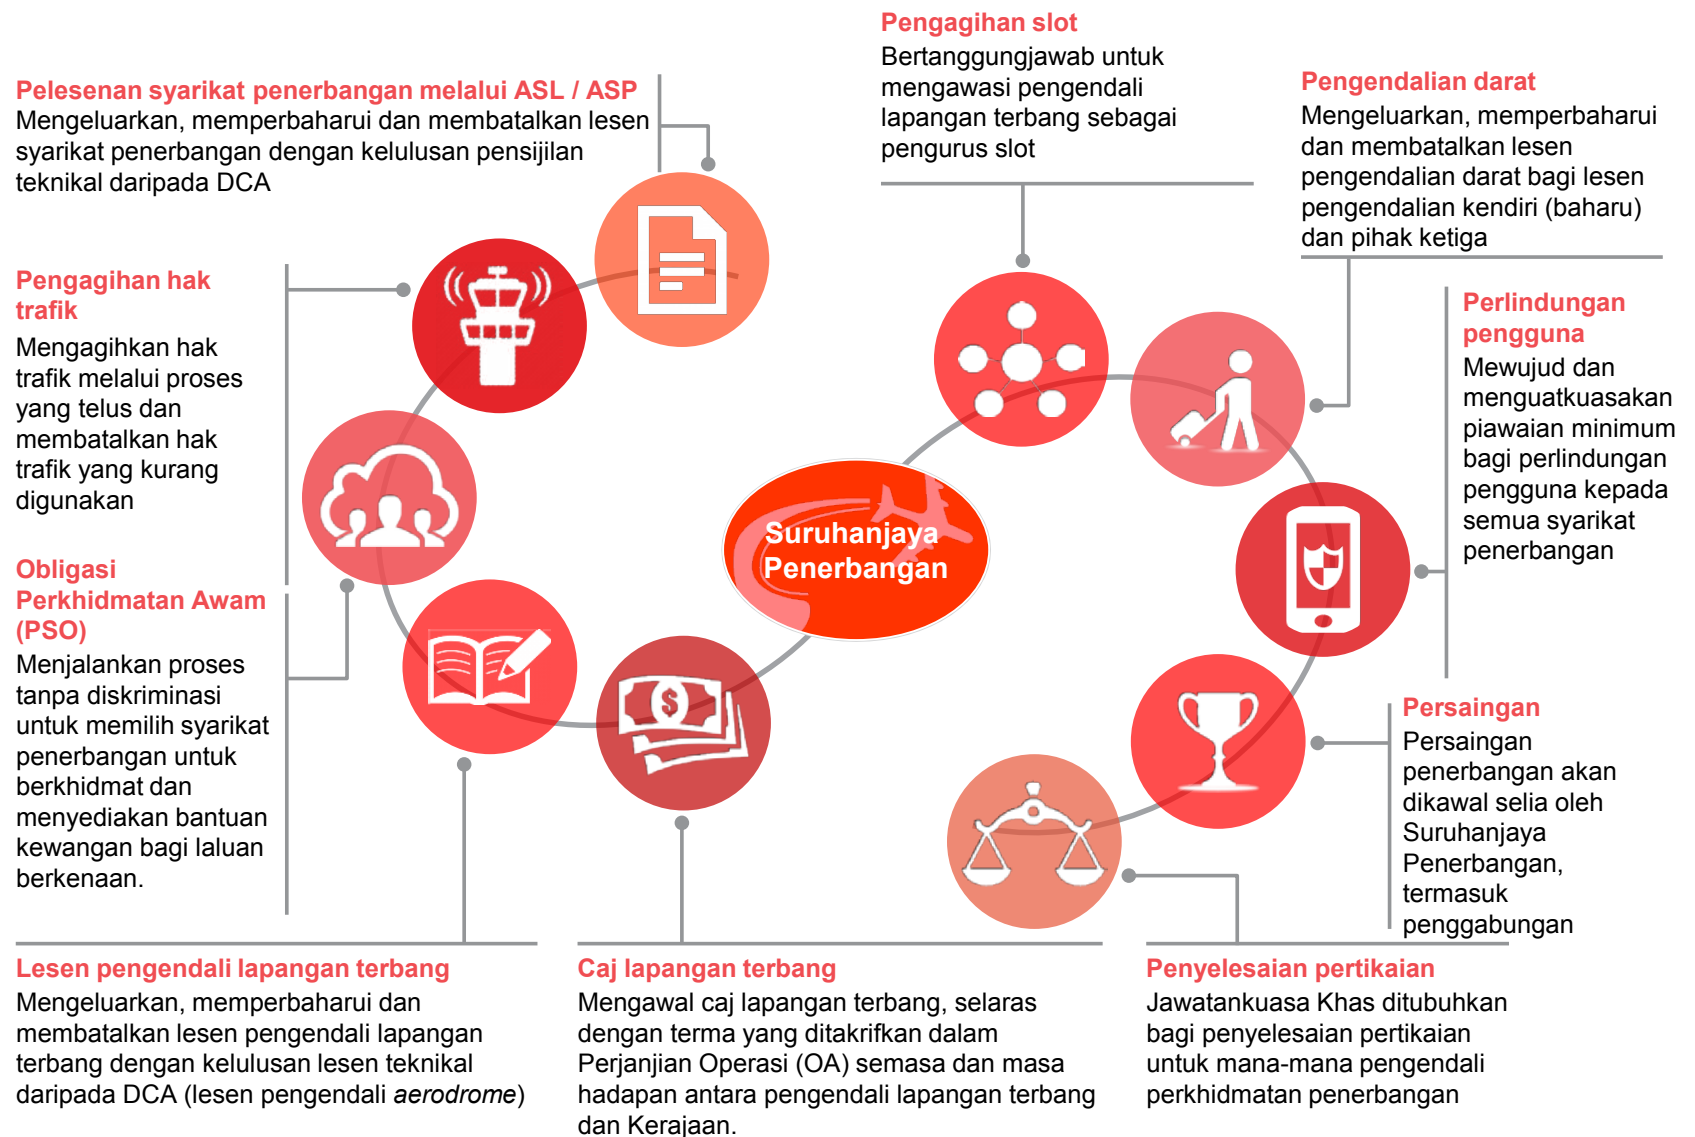 Pelesenan syarikat penerbangan melalui ASL / ASP
Mengeluarkan, memperbaharui dan membatalkan lesen
syarikat penerbangan dengan kelulusan pensijilan
teknikal daripada DCA
Pengagihan hak
trafik
Mengagihkan hak
trafik melalui proses
yang telus dan
membatalkan hak
trafik yang kurang
digunakan
Obligasi
Perkhidmatan Awam
(PSO)
Menjalankan proses
tanpa diskriminasi
untuk memilih syarikat
penerbangan untuk
berkhidmat dan
menyediakan bantuan
kewangan bagi laluan
berkenaan.
Lesen pengendali lapangan terbang
Mengeluarkan, memperbaharui dan
membatalkan lesen pengendali lapangan
terbang dengan kelulusan lesen teknikal
daripada DCA (lesen pengendali aerodrome)
Caj lapangan terbang
Mengawal caj lapangan terbang, selaras
dengan terma yang ditakrifkan dalam
Perjanjian Operasi (OA) semasa dan masa
hadapan antara pengendali lapangan terbang
dan Kerajaan.
$
Suruhanjaya
Penerbangan
Pengagihan slot
Bertanggungjawab untuk
mengawasi pengendali
lapangan terbang sebagai
pengurus slot
Pengendalian darat
Mengeluarkan, memperbaharui
dan membatalkan lesen
pengendalian darat bagi lesen
pengendalian kendiri (baharu)
dan pihak ketiga
Perlindungan
pengguna
Mewujud dan
menguatkuasakan
piawaian minimum
bagi perlindungan
pengguna kepada
semua syarikat
penerbangan
Persaingan
Persaingan
penerbangan akan
dikawal selia oleh
Suruhanjaya
Penerbangan,
termasuk
penggabungan
Penyelesaian pertikaian
Jawatankuasa Khas ditubuhkan
bagi penyelesaian pertikaian
untuk mana-mana pengendali
perkhidmatan penerbangan